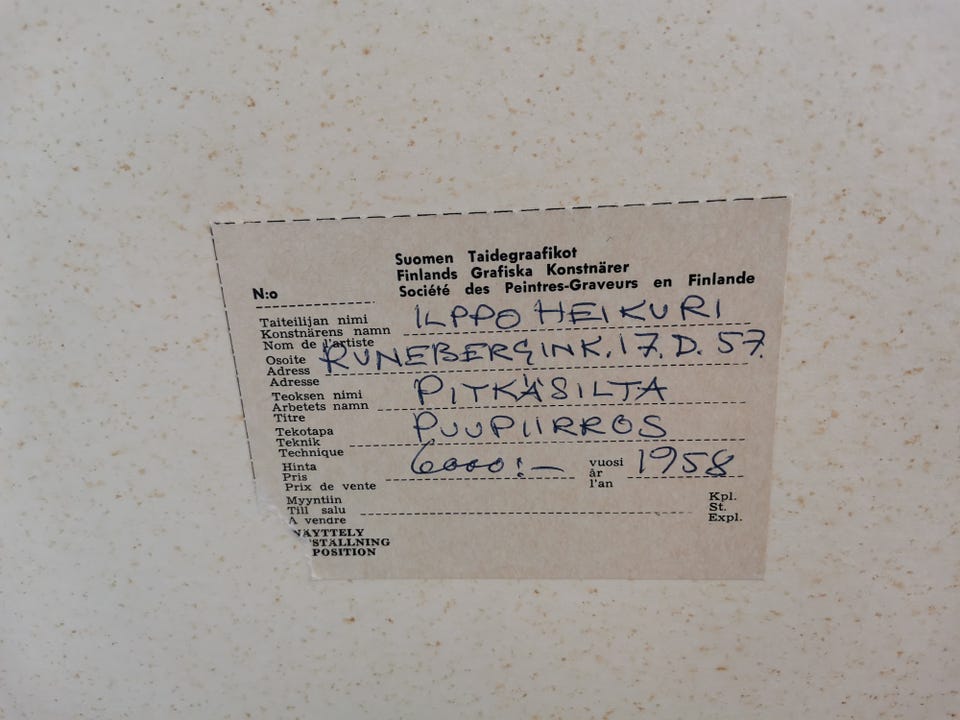 Suomen Taidegraafikot
Finlands Grafiska Konstnärer
Société des Peintres-Graveurs en Finlande
N:o
Taiteilijan nimi
Konstnärens namn
Nom de l'artiste
ILPPO HEIKURI
Osoite
Adress
Adresse
RUNEBERGINK. 17. D. 57.
Teoksen nimi
Arbetets namn
Titre
PITKÄSILTA
Tekotapa
Teknik
Technique
PUUPIIRROS
Hinta
Pris
Prix de vente
6000:-
vuosi
år
l'an
1958
Myyntiin
Till salu
A vendre
Kpl.
St.
Expl.
NÄYTTELY
STÄLLNING
POSITION